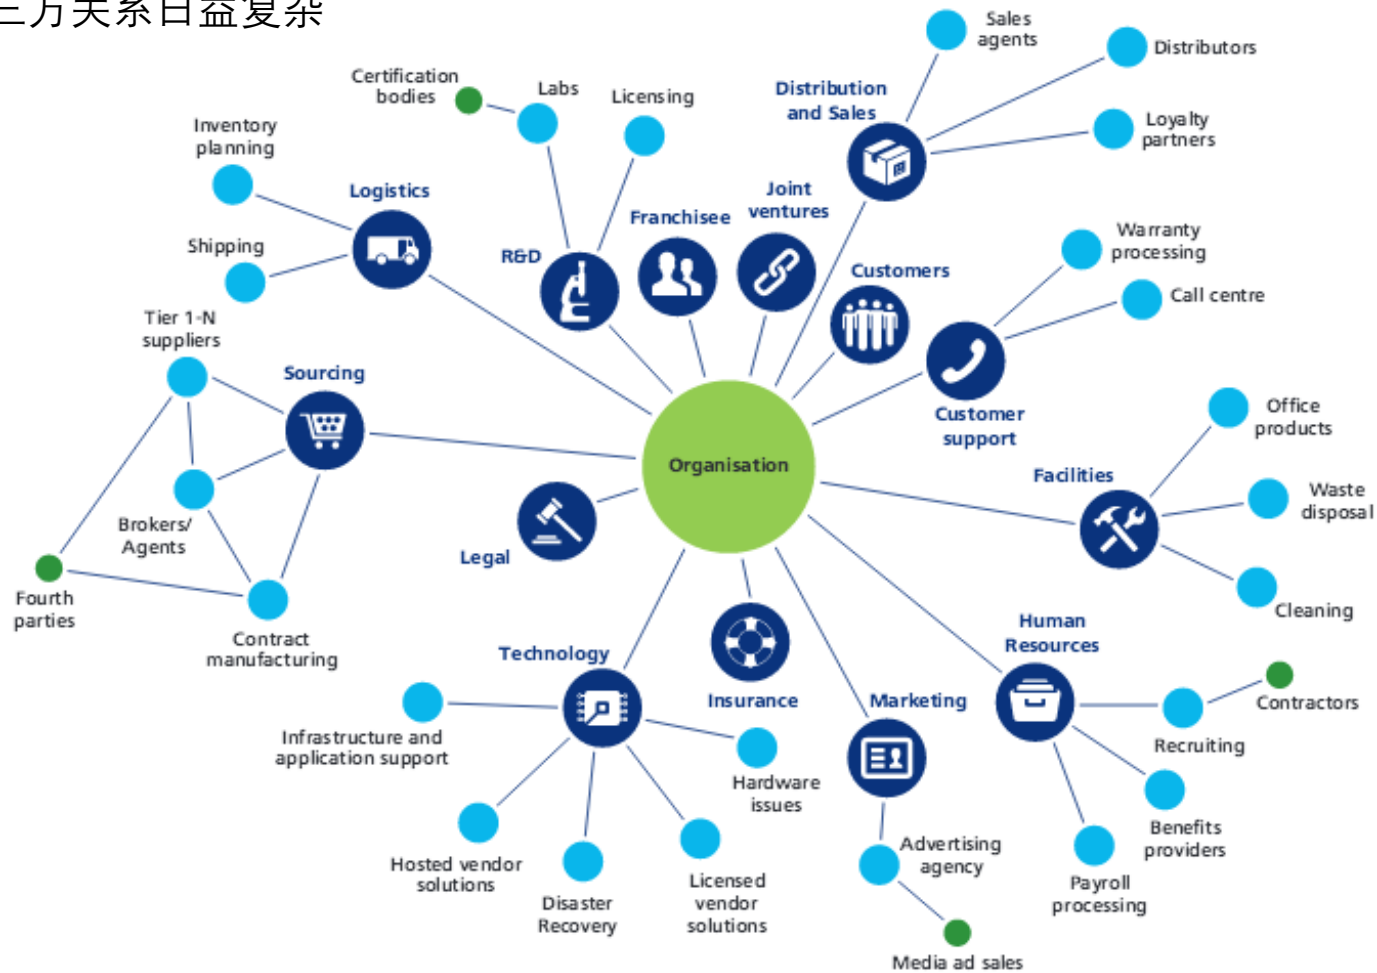 三方关系日益复杂
Sales
agents
Distributors
Loyalty
partners
Distribution
and Sales
Certification
bodies
Labs
Licensing
Inventory
planning
Logistics
Shipping
R&D
Franchisee
Joint
ventures
Customers
Warranty
processing
Call centre
Customer
support
Tier 1-N
suppliers
Sourcing
Brokers/
Agents
Fourth
parties
Contract
manufacturing
Organisation
Legal
Facilities
Office
products
Waste
disposal
Cleaning
Human
Resources
Contractors
Recruiting
Benefits
providers
Payroll
processing
Technology
Insurance
Marketing
Infrastructure and
application support
Hardware
issues
Hosted vendor
solutions
Disaster
Recovery
Licensed
vendor
solutions
Advertising
agency
Media ad sales